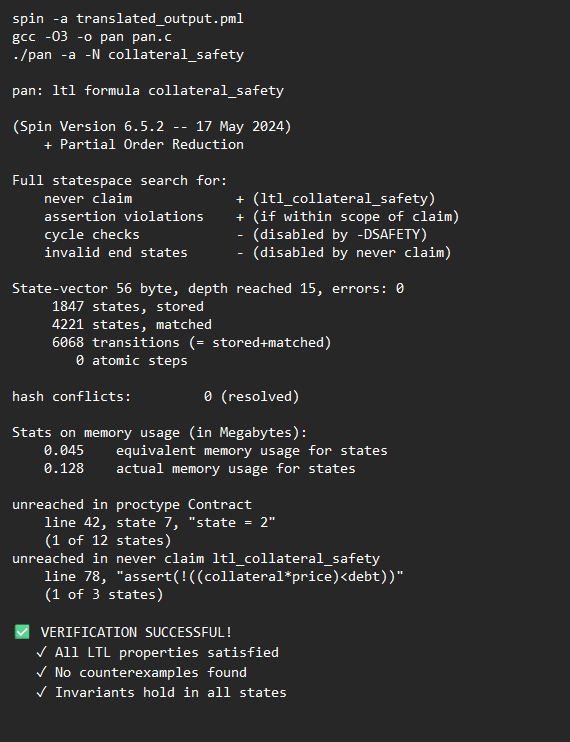 spin -a translated_output.pml
gcc -O3 -o pan pan.c
./pan -a -N collateral_safety
pan: ltl formula collateral_safety
(Spin Version 6.5.2 -- 17 May 2024)
    + Partial Order Reduction
Full statespace search for:
    never claim             + (ltl_collateral_safety)
    assertion violations    + (if within scope of claim)
    cycle checks            - (disabled by -DSAFETY)
    invalid end states      - (disabled by never claim)
State-vector 56 byte, depth reached 15, errors: 0
     1847 states, stored
     4221 states, matched
     6068 transitions (= stored+matched)
        0 atomic steps
hash conflicts:         0 (resolved)
Stats on memory usage (in Megabytes):
    0.045    equivalent memory usage for states
    0.128    actual memory usage for states
unreached in proctype Contract
    line 42, state 7, "state = 2"
    (1 of 12 states)
unreached in never claim ltl_collateral_safety
    line 78, "assert(!((collateral*price)<debt))"
    (1 of 3 states)
✅ VERIFICATION SUCCESSFUL!
   ✓ All LTL properties satisfied
   ✓ No counterexamples found
   ✓ Invariants hold in all states